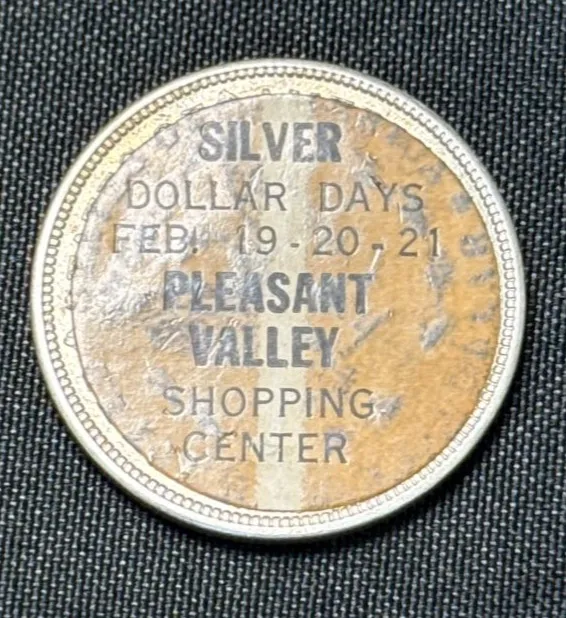 SILVER
DOLLAR DAYS
FEB. 19-20-21
PLEASANT
VALLEY
SHOPPING
CENTER